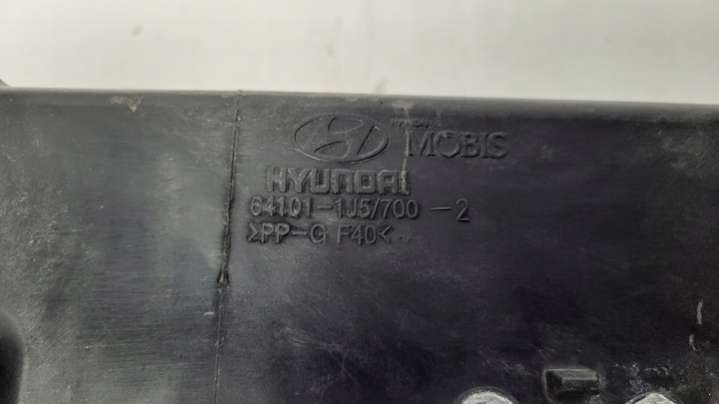 MOBIS
HYUNDAI
64101-1J5/700-2
>PP-G F40<